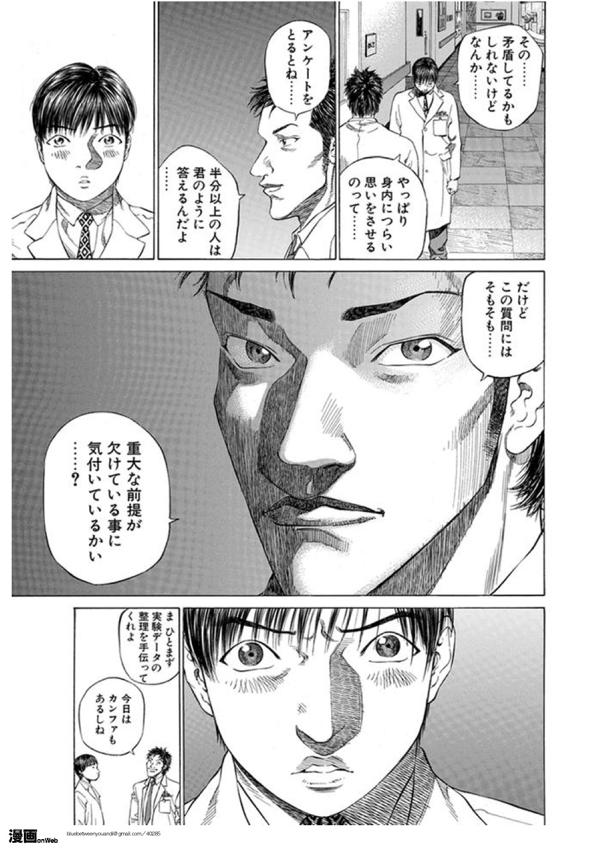 その……
矛盾してるかも
しれないけど
なんか……
やっぱり
身内につらい
思いをさせる
のって……
アンケートを
とるとね……
半分以上の人は
君のように
答えるんだよ
……
だけど
この質問には
そもそも……
重大な前提が
欠けている事に
気付いているかい
……？
ま ひとまず
実験データの
整理を手伝って
くれよ
今日は
カンファも
あるしね
漫画 on Web
bluebetweenyouandi@gmail.com／40285